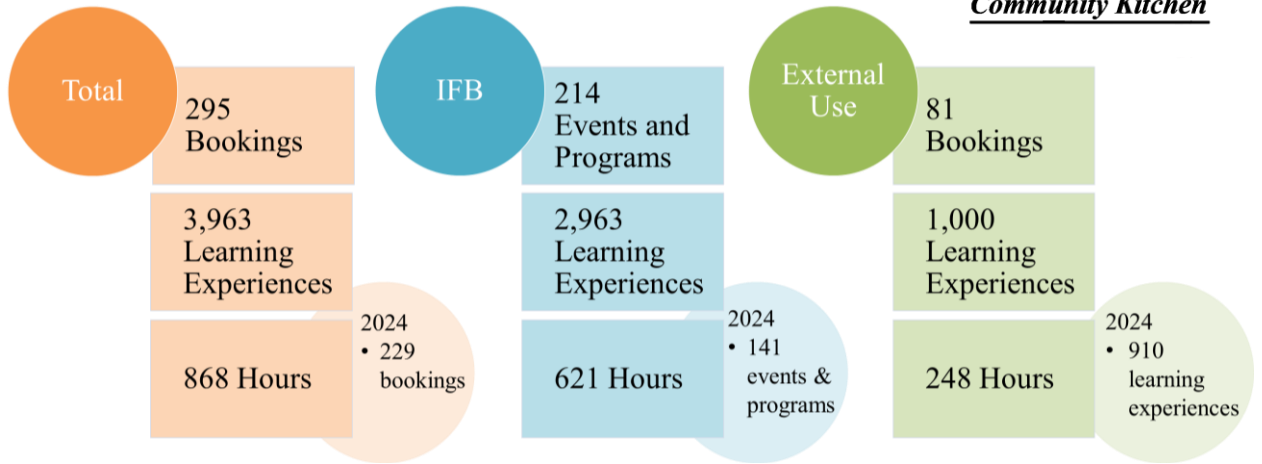 Community Kitchen
Total
295
Bookings
3,963
Learning
Experiences
868 Hours
2024
• 229
bookings
IFB
214
Events and
Programs
2,963
Learning
Experiences
621 Hours
2024
• 141
events &
programs
External
Use
81
Bookings
1,000
Learning
Experiences
248 Hours
2024
• 910
learning
experiences